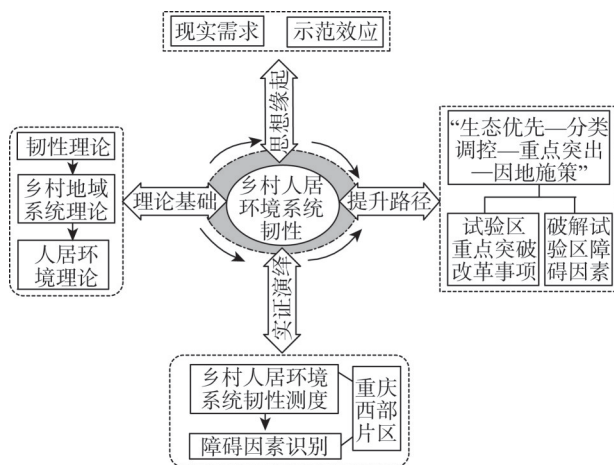 现实需求
示范效应
思想缘起
韧性理论
乡村地域
系统理论
人居环
境理论
理论基础
乡村人居
环境系统
韧性
提升路径
“生态优先—分类
调控—重点突出
—因地施策”
试验区
重点突破
改革事项
破解试
验区障
碍因素
实证演绎
乡村人居环境
系统韧性测度
障碍因素识别
重庆
西部
片区